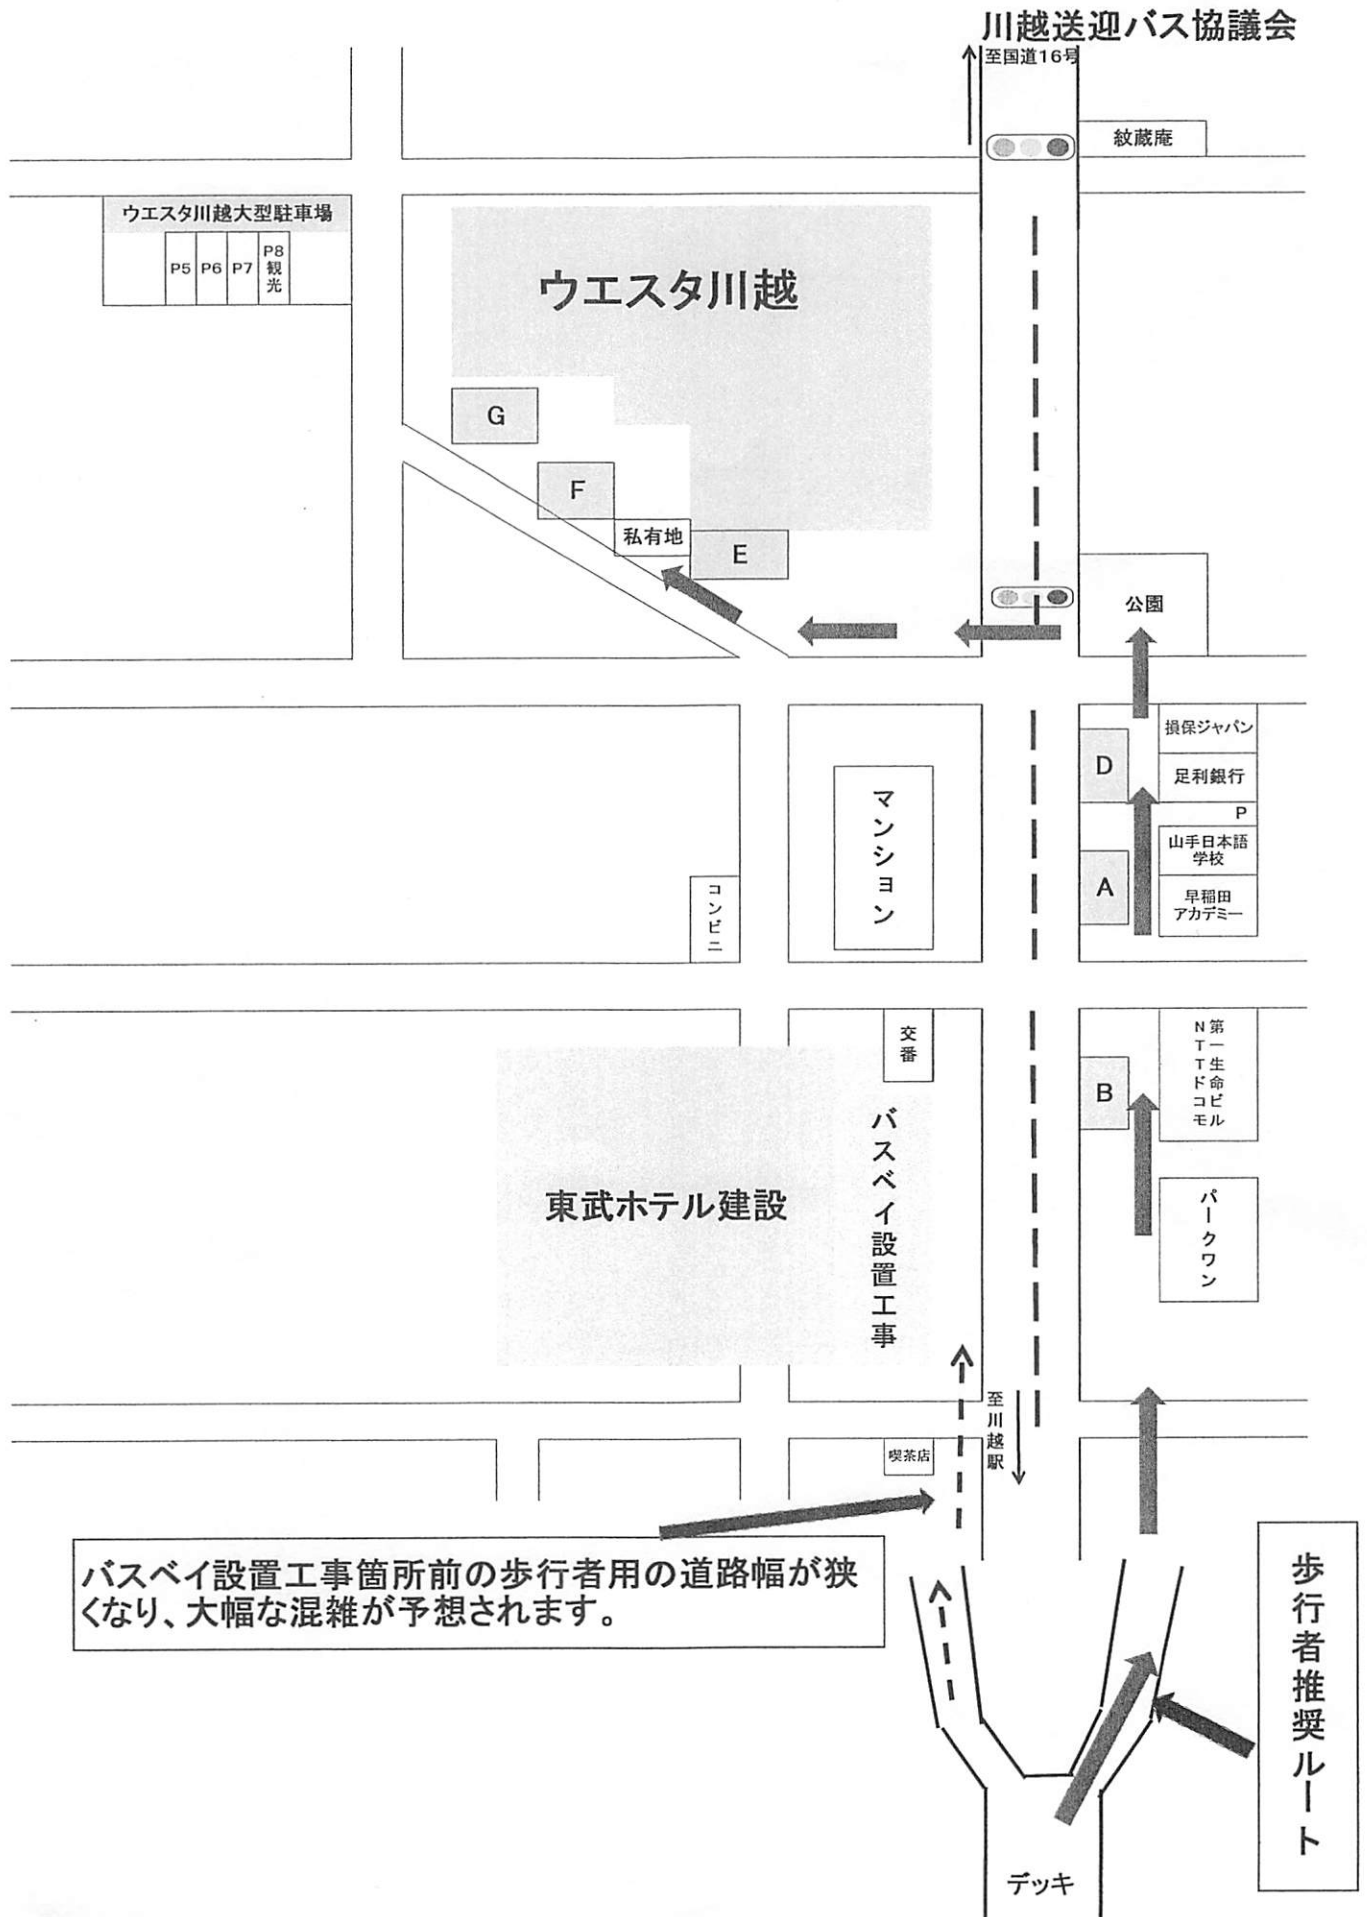 川越送迎バス協議会
至国道16号
紋蔵庵
ウエスタ川越大型駐車場
P5
P6
P7
P8
観
光
ウエスタ川越
G
F
私有地
E
公園
損保ジャパン
D
足利銀行
P
マンション
山手日本語
学校
A
早稲田
アカデミー
コンビニ
交番
第一生命ビル
NTTドコモ
B
バスベイ設置工事
東武ホテル建設
パークワン
至川越駅
喫茶店
バスベイ設置工事箇所前の歩行者用の道路幅が狭
くなり、大幅な混雑が予想されます。
歩行者推奨ルート
デッキ